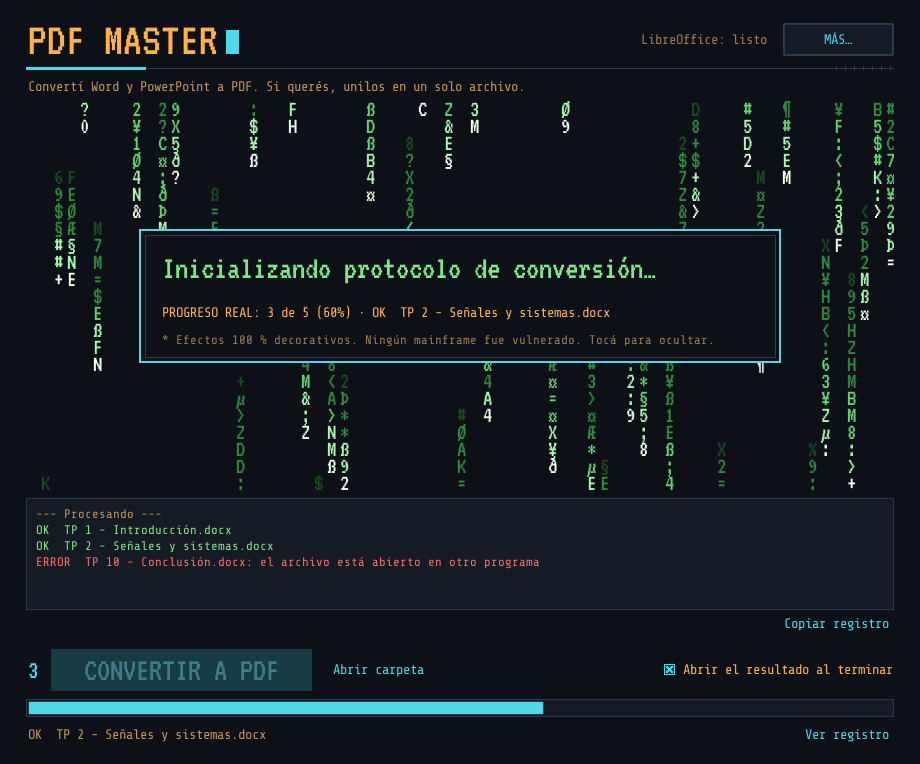 PDF MASTER
LibreOffice: listo
MÁS…
Convertí Word y PowerPoint a PDF. Si querés, unilos en un solo archivo.
Inicializando protocolo de conversión…
PROGRESO REAL: 3 de 5 (60%) · OK  TP 2 - Señales y sistemas.docx
* Efectos 100 % decorativos. Ningún mainframe fue vulnerado. Tocá para ocultar.
--- Procesando ---
OK  TP 1 - Introducción.docx
OK  TP 2 - Señales y sistemas.docx
ERROR  TP 10 - Conclusión.docx: el archivo está abierto en otro programa
Copiar registro
3
CONVERTIR A PDF
Abrir carpeta
Abrir el resultado al terminar
OK  TP 2 - Señales y sistemas.docx
Ver registro